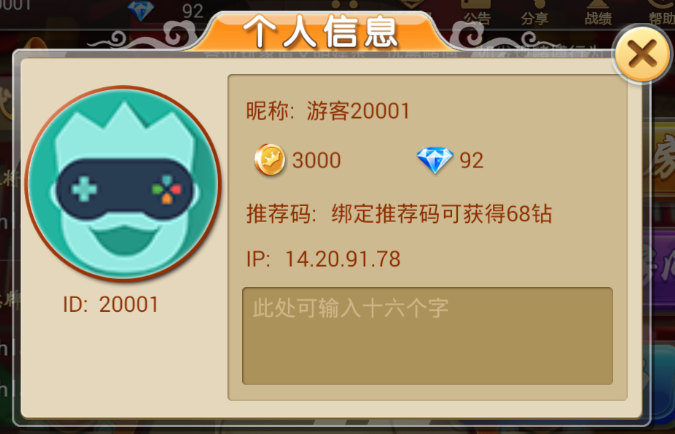 92
公告
分享
战绩
帮助
个人信息
昵称: 游客20001
3000
92
推荐码: 绑定推荐码可获得68钻
IP: 14.20.91.78
ID: 20001
此处可输入十六个字